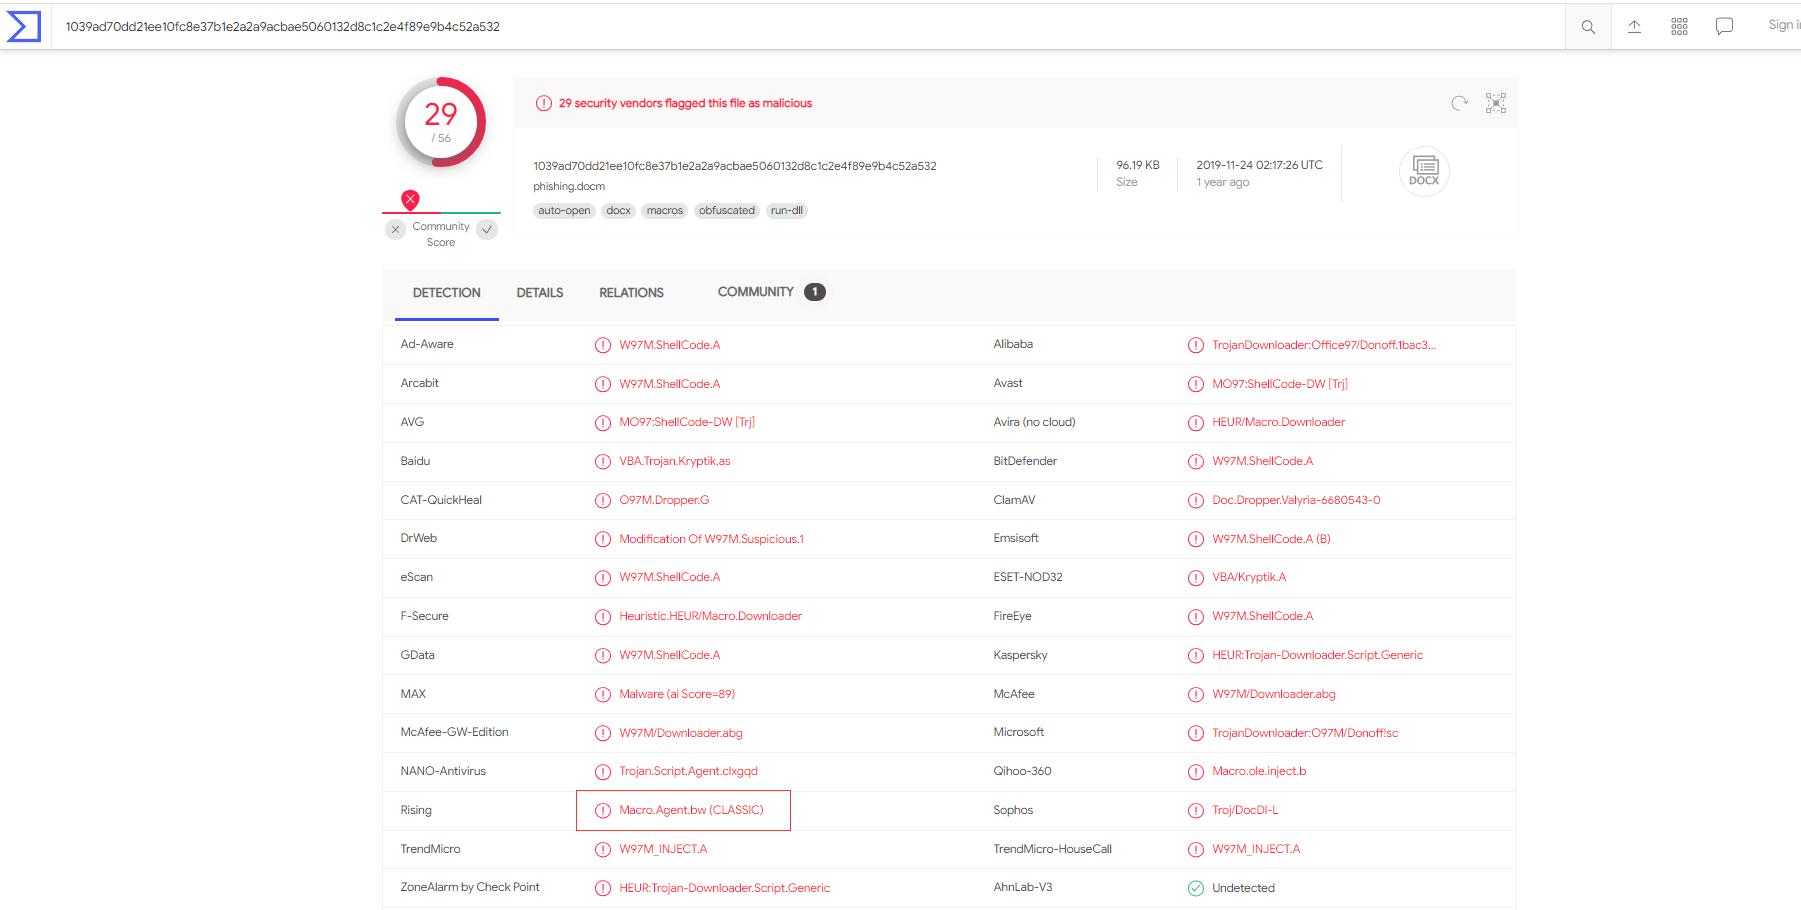 1039ad70dd21ee10fc8e37b1e2a2a9acbae5060132d8c1c2e4f89e9b4c52a532
Sign i
29
/ 56
29 security vendors flagged this file as malicious
1039ad70dd21ee10fc8e37b1e2a2a9acbae5060132d8c1c2e4f89e9b4c52a532
phishing.docm
auto-open docx macros obfuscated run-dll
96.19 KB
Size
2019-11-24 02:17:26 UTC
1 year ago
DOCX
Community
Score
DETECTION DETAILS RELATIONS COMMUNITY 1
Ad-Aware W97M.ShellCode.A Alibaba TrojanDownloader:Office97/Donoff.1bac3...
Arcabit W97M.ShellCode.A Avast MO97:ShellCode-DW [Trj]
AVG MO97:ShellCode-DW [Trj] Avira (no cloud) HEUR/Macro.Downloader
Baidu VBA.Trojan.Kryptik.as BitDefender W97M.ShellCode.A
CAT-QuickHeal O97M.Dropper.G ClamAV Doc.Dropper.Valyria-6680543-0
DrWeb Modification Of W97M.Suspicious.1 Emsisoft W97M.ShellCode.A (B)
eScan W97M.ShellCode.A ESET-NOD32 VBA/Kryptik.A
F-Secure Heuristic.HEUR/Macro.Downloader FireEye W97M.ShellCode.A
GData W97M.ShellCode.A Kaspersky HEUR:Trojan-Downloader.Script.Generic
MAX Malware (ai Score=89) McAfee W97M/Downloader.abg
McAfee-GW-Edition W97M/Downloader.abg Microsoft TrojanDownloader:O97M/Donoff!sc
NANO-Antivirus Trojan.Script.Agent.clxgqd Qihoo-360 Macro.ole.inject.b
Rising Macro.Agent.bw (CLASSIC) Sophos Troj/DocDl-L
TrendMicro W97M_INJECT.A TrendMicro-HouseCall W97M_INJECT.A
ZoneAlarm by Check Point HEUR:Trojan-Downloader.Script.Generic AhnLab-V3 Undetected